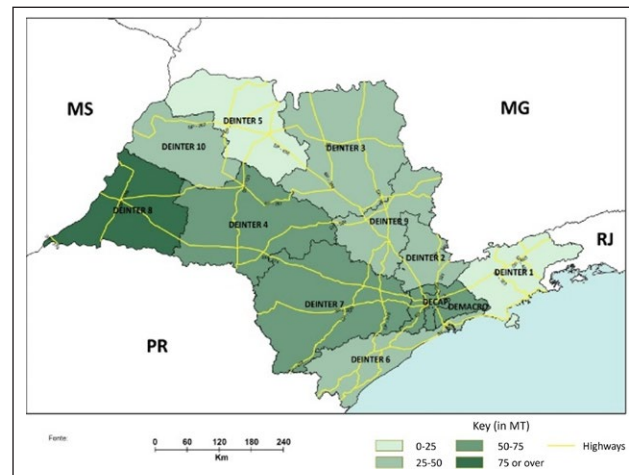 MS
MG
DEINTER 5
DEINTER 10
DEINTER 3
DEINTER 8
DEINTER 4
DEINTER 9
DEINTER 2
RJ
DEINTER 1
DEINTER 7
DECAP
DEMACRO
PR
DEINTER 6
Key (in MT)
Fonte:
0 30 60 120 180 240
Km
0-25
50-75
Highways
25-50
75 or over